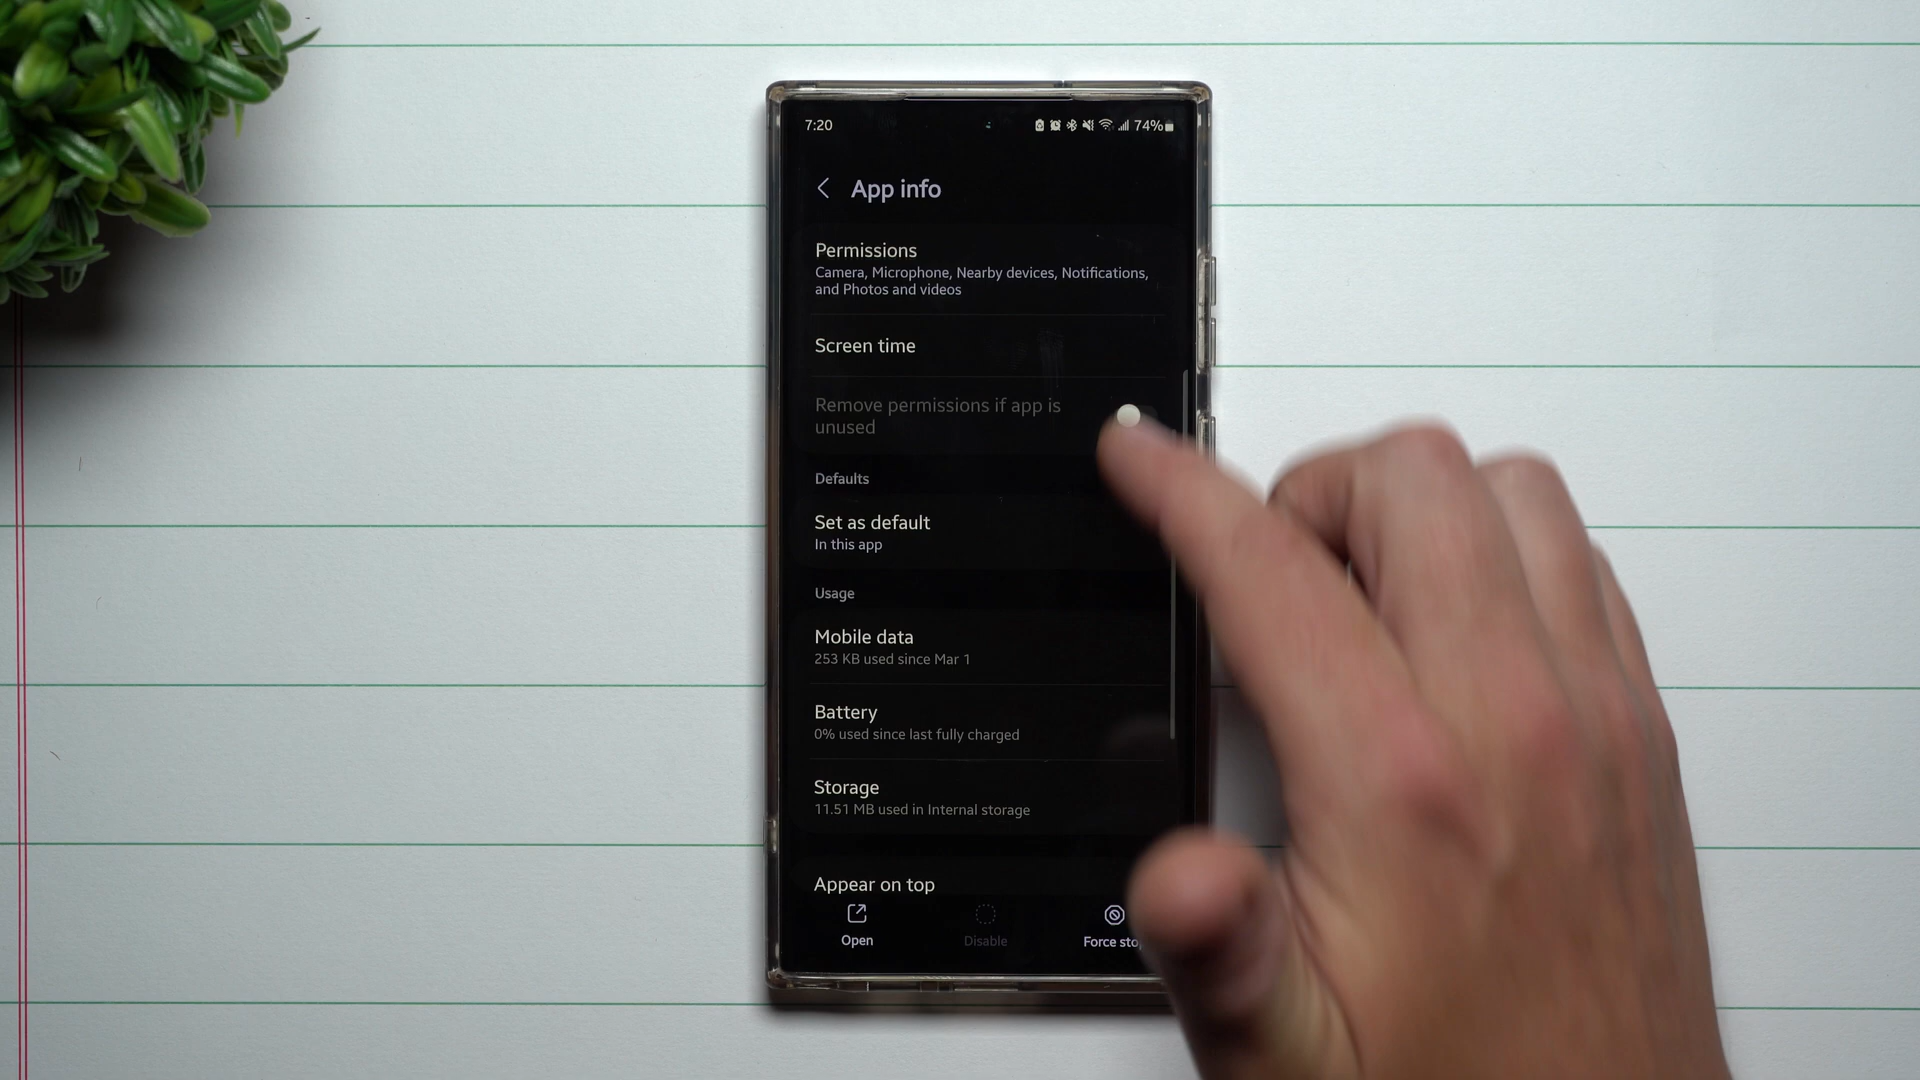 7:20
74%
App info
Permissions
Camera, Microphone, Nearby devices, Notifications,
and Photos and videos
Screen time
Remove permissions if app is
unused
Defaults
Set as default
In this app
Usage
Mobile data
253 KB used since Mar 1
Battery
0% used since last fully charged
Storage
11.51 MB used in Internal storage
Appear on top
Open
Disable
Force sto